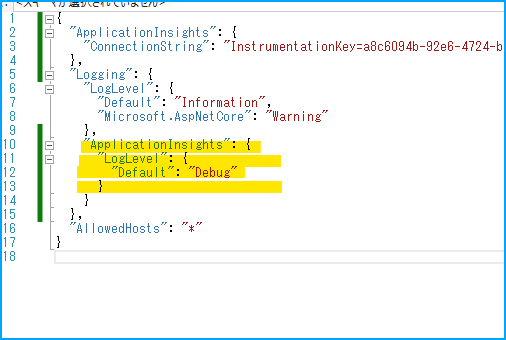 <スキーマが選択されていません>
1 {
2 "ApplicationInsights": {
3 "ConnectionString": "InstrumentationKey=a8c6094b-92e6-4724-b
4 },
5 "Logging": {
6 "LogLevel": {
7 "Default": "Information",
8 "Microsoft.AspNetCore": "Warning"
9 },
10 "ApplicationInsights": {
11 "LogLevel": {
12 "Default": "Debug"
13 }
14 }
15 },
16 "AllowedHosts": "*"
17 }
18